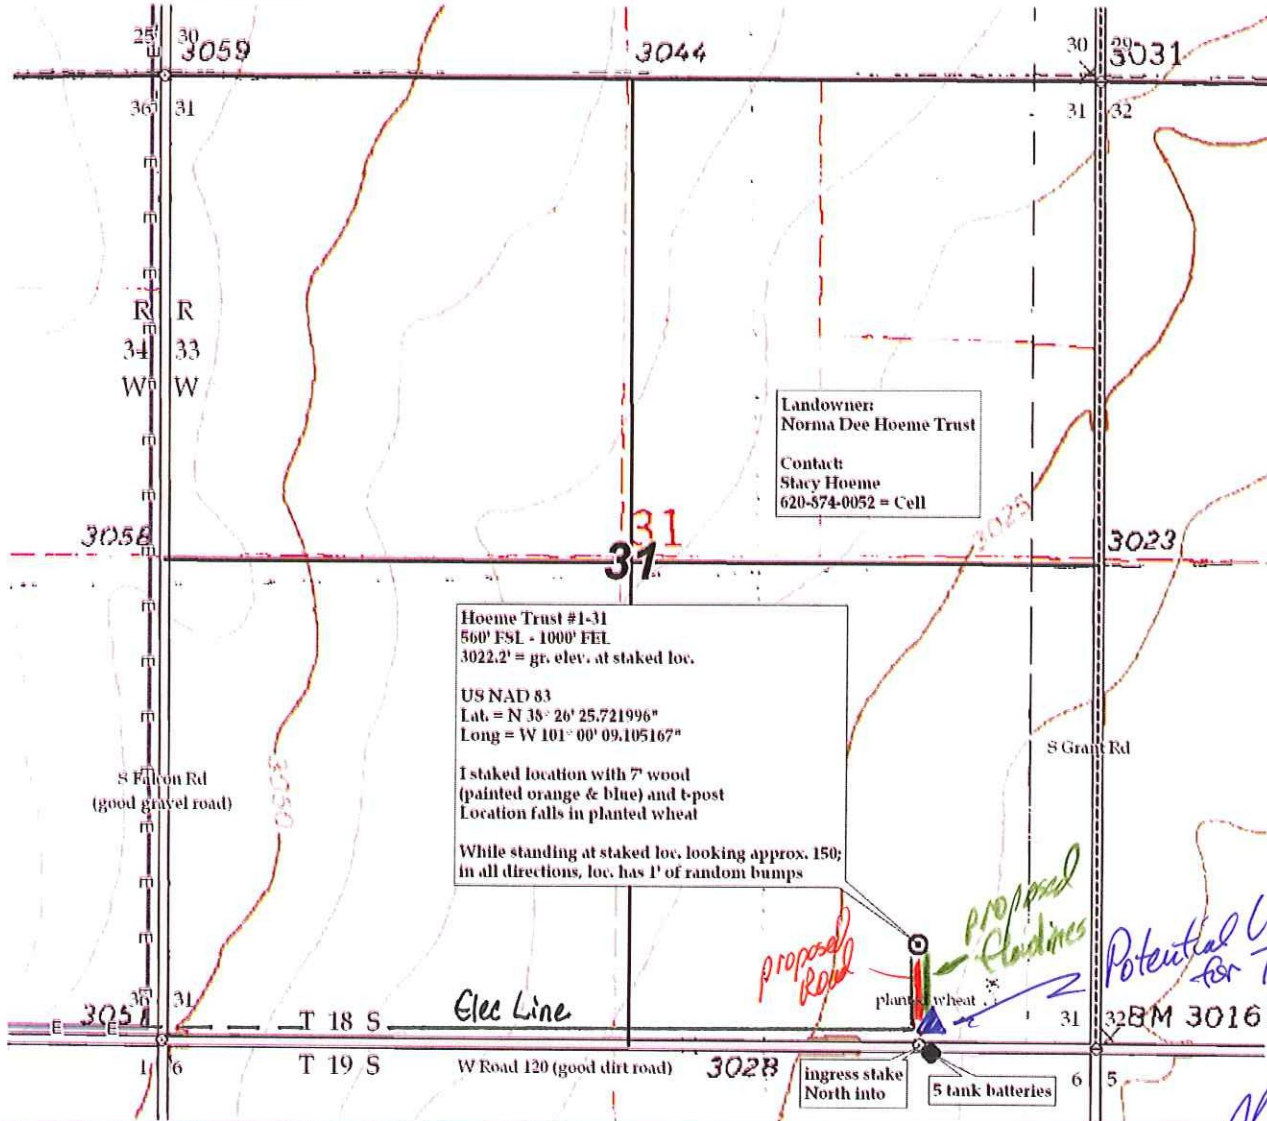 25 30
3059
3044
30 29
3031
36 31
31 32
E
R R
34 33
W W
Landowner:
Norma Dee Hoeme Trust
Contact:
Stacy Hoeme
620-874-0052 = Cell
3025
3058
31
31
3023
Hoeme Trust #1-31
560' FSL - 1000' FEL
3022.2' = gr. elev. at staked loc.
US NAD 83
Lat. = N 38° 26' 25.721996"
Long = W 101° 00' 09.105167"
I staked location with 7' wood
(painted orange & blue) and t-post
Location falls in planted wheat
While standing at staked loc. looking approx. 150;
in all directions, loc. has 1' of random bumps
S Falcon Rd
(good gravel road)
3050
S Grant Rd
proposed
Road
proposed
flowlines
Potential
for
planted wheat
36 31
3051
E E
T 18 S
Elec Line
31 32
BM 3016
1 6
T 19 S
W Road 120 (good dirt road)
3028
ingress stake
North into
5 tank batteries
6 5